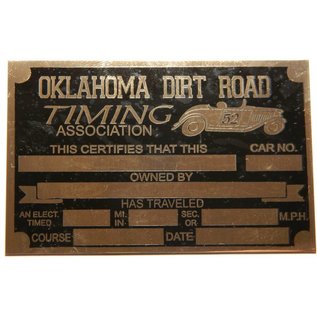 OKLAHOMA DIRT ROAD
TIMING
ASSOCIATION
52
THIS CERTIFIES THAT THIS CAR NO.
OWNED BY
HAS TRAVELED
AN ELECT. TIMED MI. IN SEC. OR M.P.H.
COURSE DATE